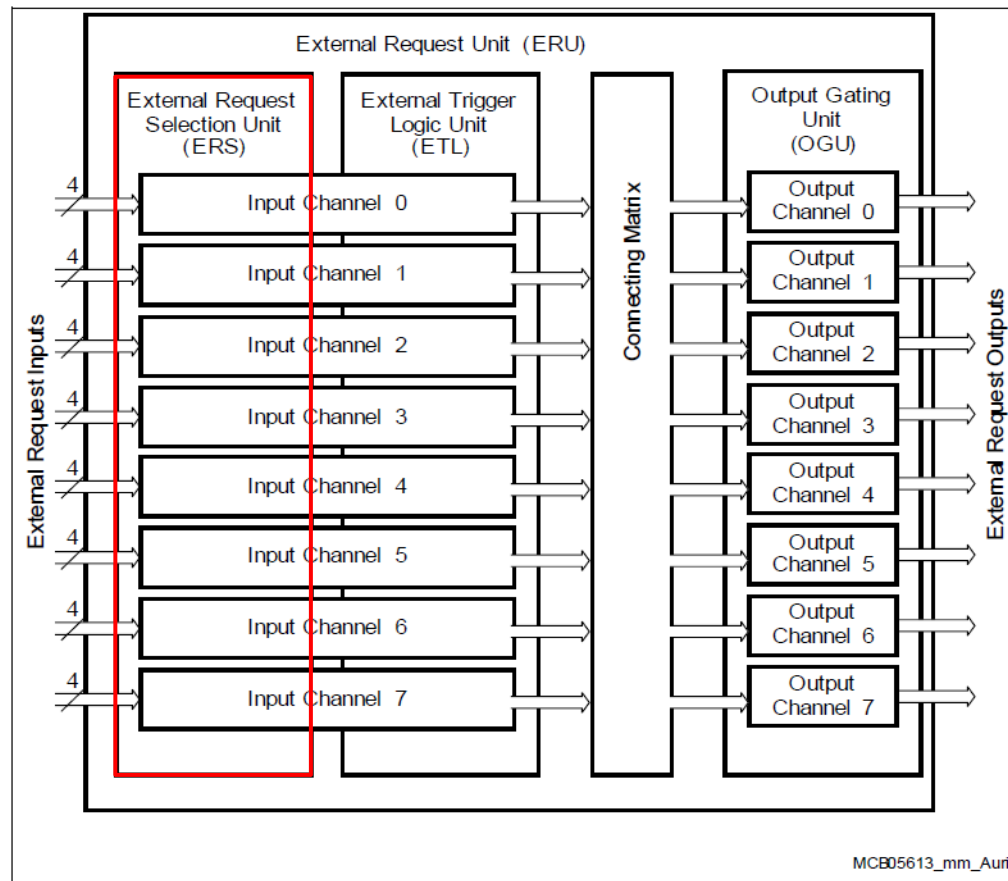 External Request Unit (ERU)
External Request
Selection Unit
(ERS)
External Trigger
Logic Unit
(ETL)
Output Gating
Unit
(OGU)
External Request Inputs
4
4
4
4
4
4
4
4
Input Channel 0
Input Channel 1
Input Channel 2
Input Channel 3
Input Channel 4
Input Channel 5
Input Channel 6
Input Channel 7
Connecting Matrix
Output
Channel 0
Output
Channel 1
Output
Channel 2
Output
Channel 3
Output
Channel 4
Output
Channel 5
Output
Channel 6
Output
Channel 7
External Request Outputs
MCB05613_mm_Auri